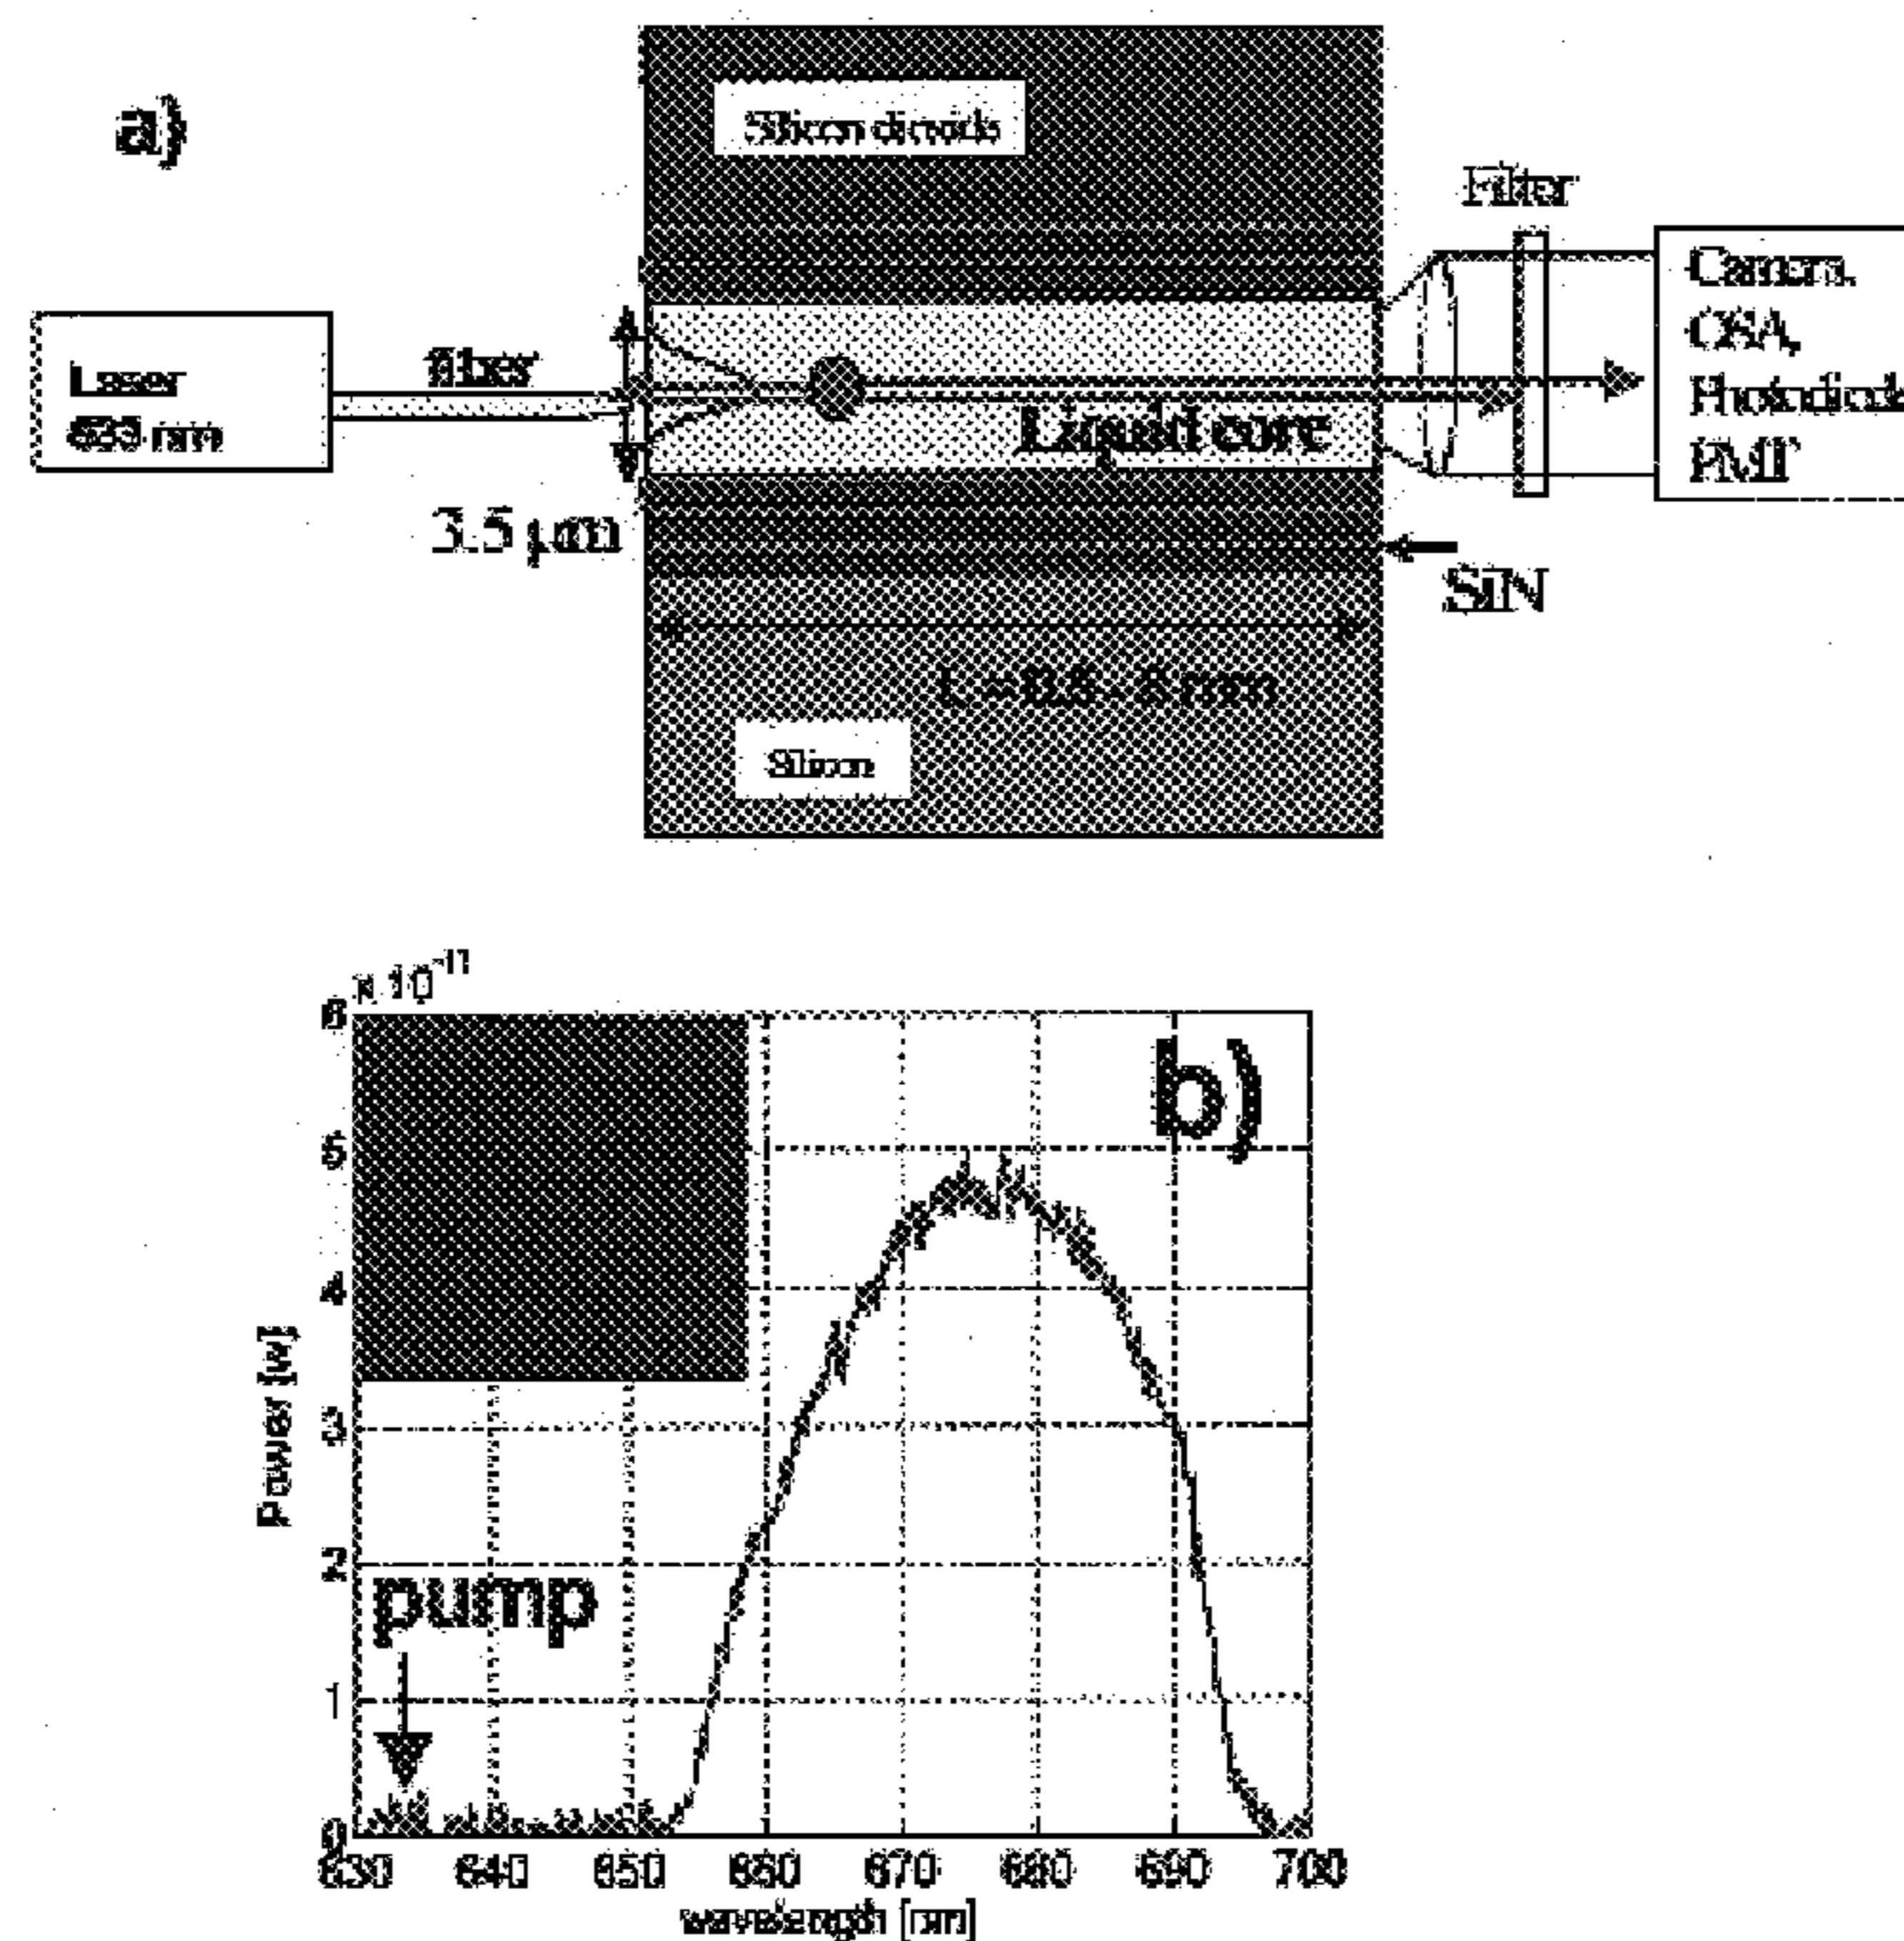 a)
Silicon dioxide
Filter
Camera,
OSA,
Photodiode
PMT
Laser
635 nm
fiber
Liquid core
3.5 μm
SiN
mm
Silicon
x 10⁻¹¹
b)
6
5
4
3
2
1
0
Power [w]
pump
630 640 650 660 670 680 690 700
wavelength [nm]